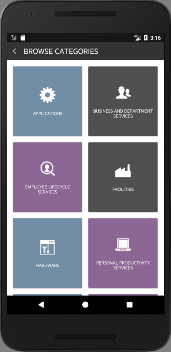 3:16
BROWSE CATEGORIES
APPLICATIONS
BUSINESS AND DEPARTMENT
SERVICES
EMPLOYEE LIFECYCLE
SERVICES
FACILITIES
HARDWARE
PERSONAL PRODUCTIVITY
SERVICES